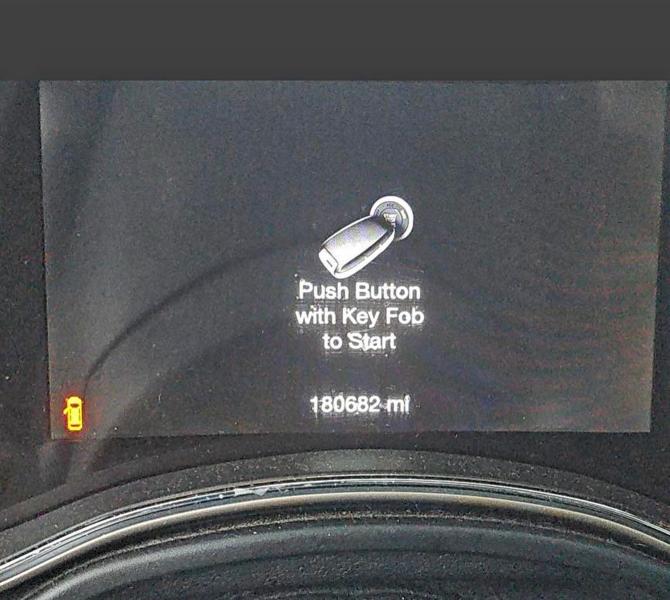 Push Button
with Key Fob
to Start
180682 mi